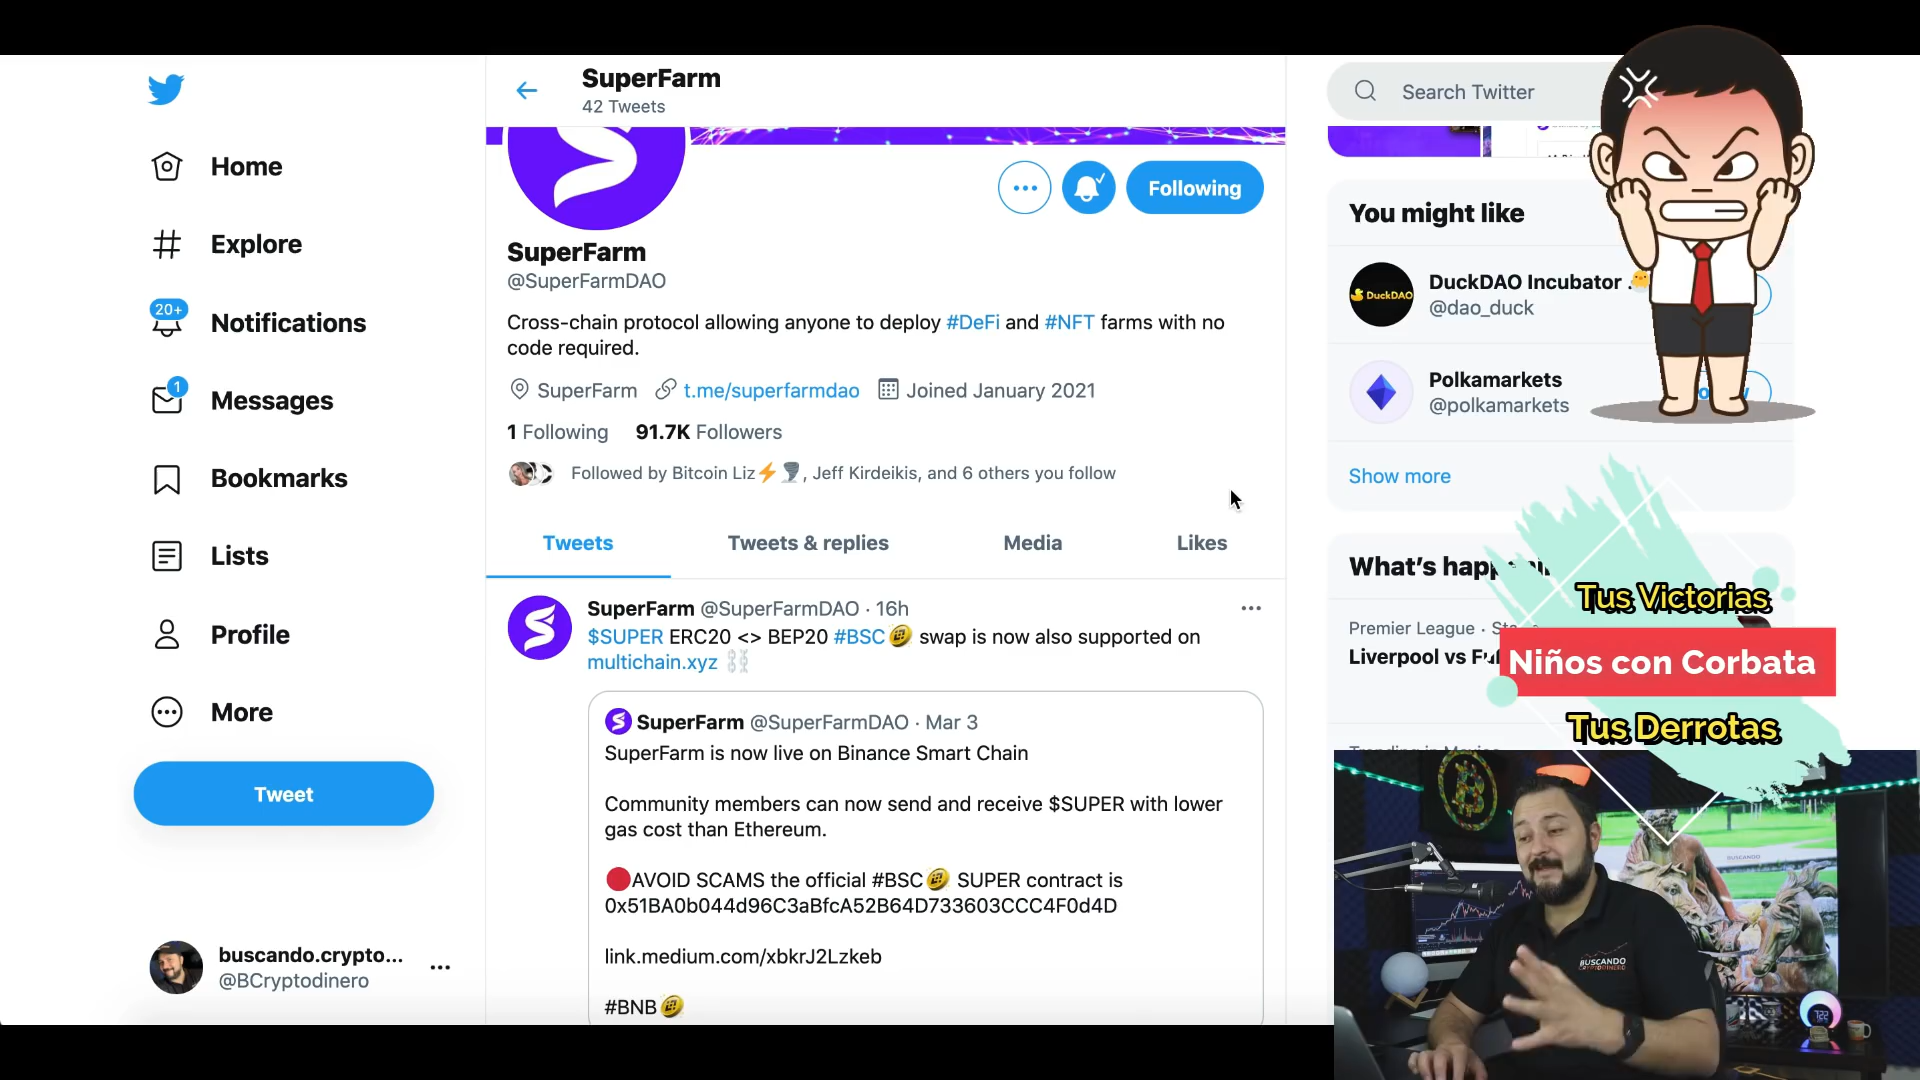 SuperFarm
42 Tweets
Search Twitter
Home
Explore
20+
Notifications
1
Messages
Bookmarks
Lists
Profile
More
Tweet
buscando.crypto...
@BCryptodinero
Following
SuperFarm
@SuperFarmDAO
Cross-chain protocol allowing anyone to deploy #DeFi and #NFT farms with no
code required.
SuperFarm t.me/superfarmdao Joined January 2021
1 Following 91.7K Followers
Followed by Bitcoin Liz⚡🌪, Jeff Kirdeikis, and 6 others you follow
Tweets Tweets & replies Media Likes
SuperFarm @SuperFarmDAO · 16h
$SUPER ERC20 <> BEP20 #BSC swap is now also supported on
multichain.xyz ⛓
SuperFarm @SuperFarmDAO · Mar 3
SuperFarm is now live on Binance Smart Chain
Community members can now send and receive $SUPER with lower
gas cost than Ethereum.
🔴AVOID SCAMS the official #BSC SUPER contract is
0x51BA0b044d96C3aBfcA52B64D733603CCC4F0d4D
link.medium.com/xbkrJ2Lzkeb
#BNB
You might like
DuckDAO
DuckDAO Incubator
@dao_duck
Polkamarkets
@polkamarkets
Show more
What's
Premier League
Liverpool vs
Tus Victorias
Niños con Corbata
Tus Derrotas
BUSCANDO
BUSCANDO
CRYPTODINERO